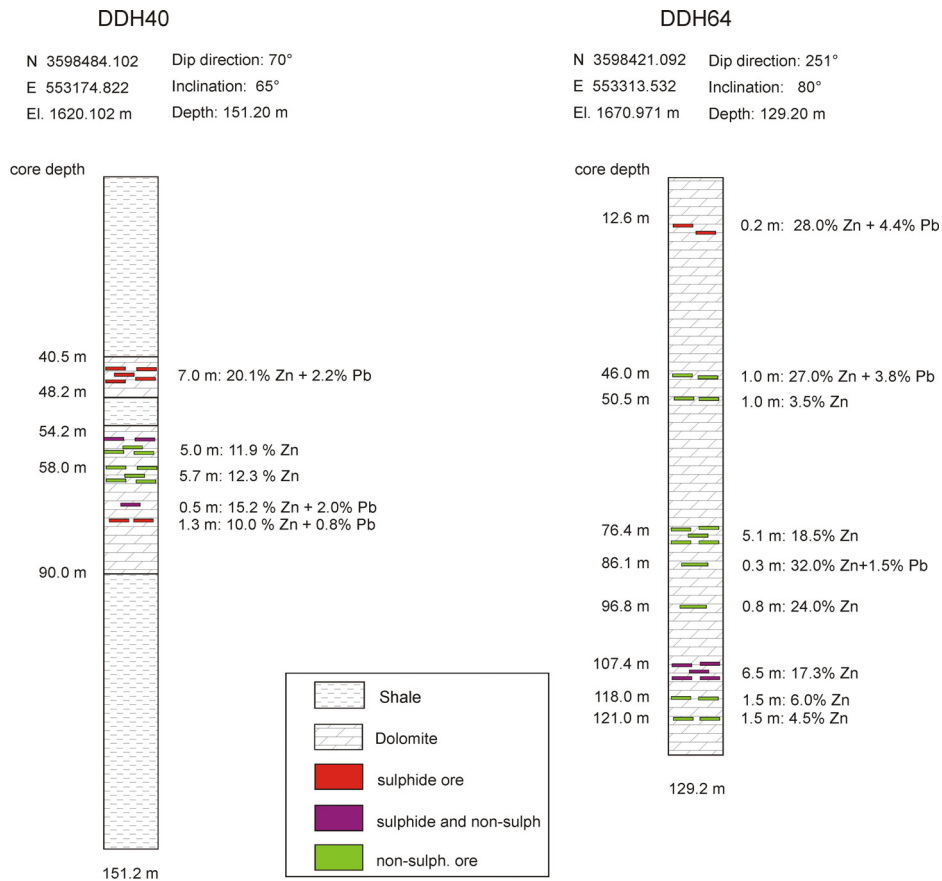 DDH40
N 3598484.102 Dip direction: 70°
E 553174.822 Inclination: 65°
El. 1620.102 m Depth: 151.20 m
core depth
40.5 m
7.0 m: 20.1% Zn + 2.2% Pb
48.2 m
54.2 m
5.0 m: 11.9 % Zn
58.0 m
5.7 m: 12.3 % Zn
0.5 m: 15.2 % Zn + 2.0% Pb
1.3 m: 10.0 % Zn + 0.8% Pb
90.0 m
151.2 m
DDH64
N 3598421.092 Dip direction: 251°
E 553313.532 Inclination: 80°
El. 1670.971 m Depth: 129.20 m
core depth
12.6 m 0.2 m: 28.0% Zn + 4.4% Pb
46.0 m 1.0 m: 27.0% Zn + 3.8% Pb
50.5 m 1.0 m: 3.5% Zn
76.4 m 5.1 m: 18.5% Zn
86.1 m 0.3 m: 32.0% Zn+1.5% Pb
96.8 m 0.8 m: 24.0% Zn
107.4 m 6.5 m: 17.3% Zn
118.0 m 1.5 m: 6.0% Zn
121.0 m 1.5 m: 4.5% Zn
129.2 m
Shale
Dolomite
sulphide ore
sulphide and non-sulph
non-sulph. ore